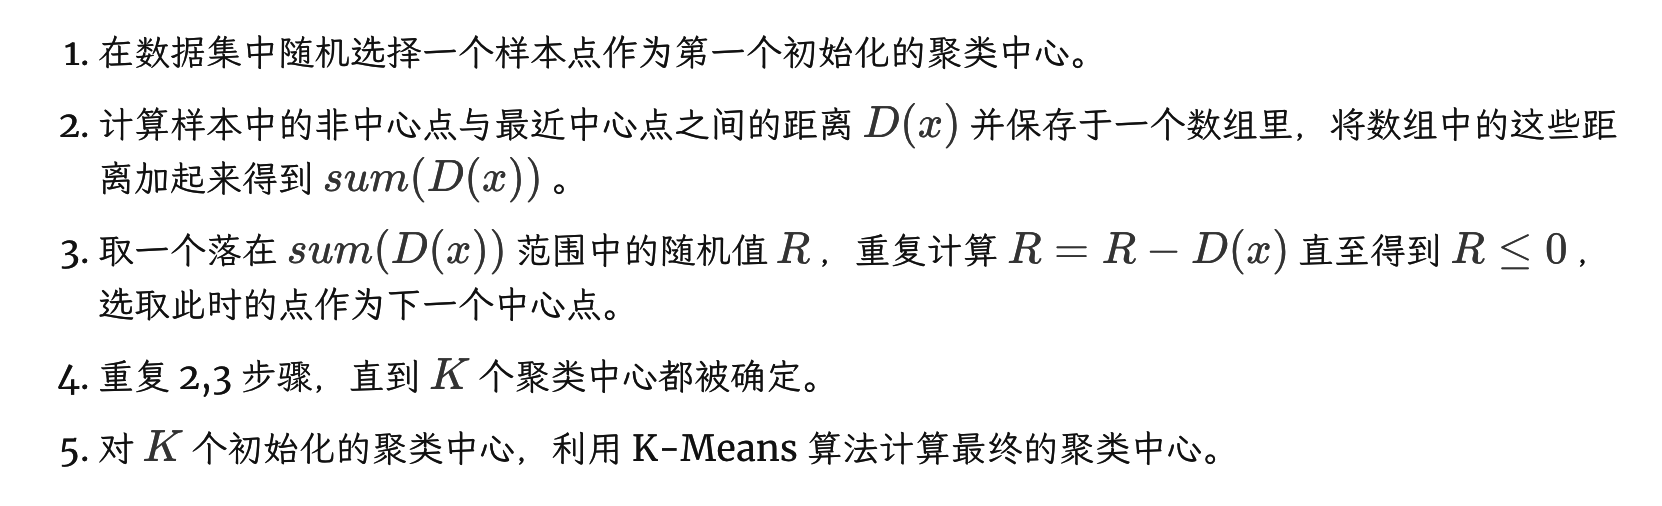 1. 在数据集中随机选择一个样本点作为第一个初始化的聚类中心。
2. 计算样本中的非中心点与最近中心点之间的距离 D(x) 并保存于一个数组里，将数组中的这些距
离加起来得到 sum(D(x)) 。
3. 取一个落在 sum(D(x)) 范围中的随机值 R ，重复计算 R = R − D(x) 直至得到 R ≤ 0 ，
选取此时的点作为下一个中心点。
4. 重复 2,3 步骤，直到 K 个聚类中心都被确定。
5. 对 K 个初始化的聚类中心，利用 K-Means 算法计算最终的聚类中心。